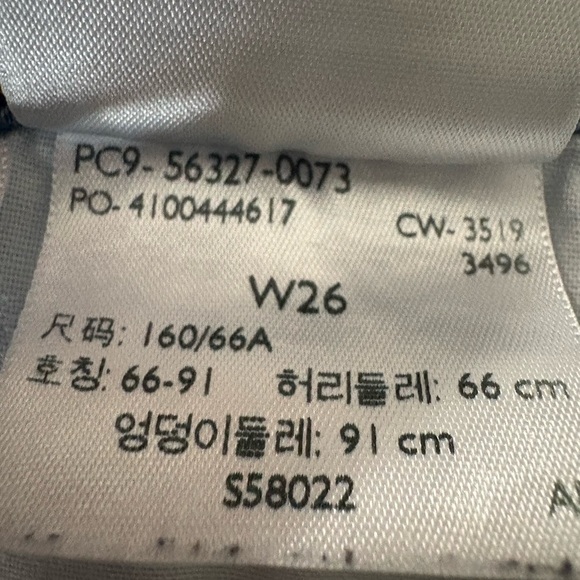 PC9- 56327-0073
PO- 4100444617
CW- 3519
3496
W26
尺码: 160/66A
호칭: 66-91 허리둘레: 66 cm
엉덩이둘레: 91 cm
S58022